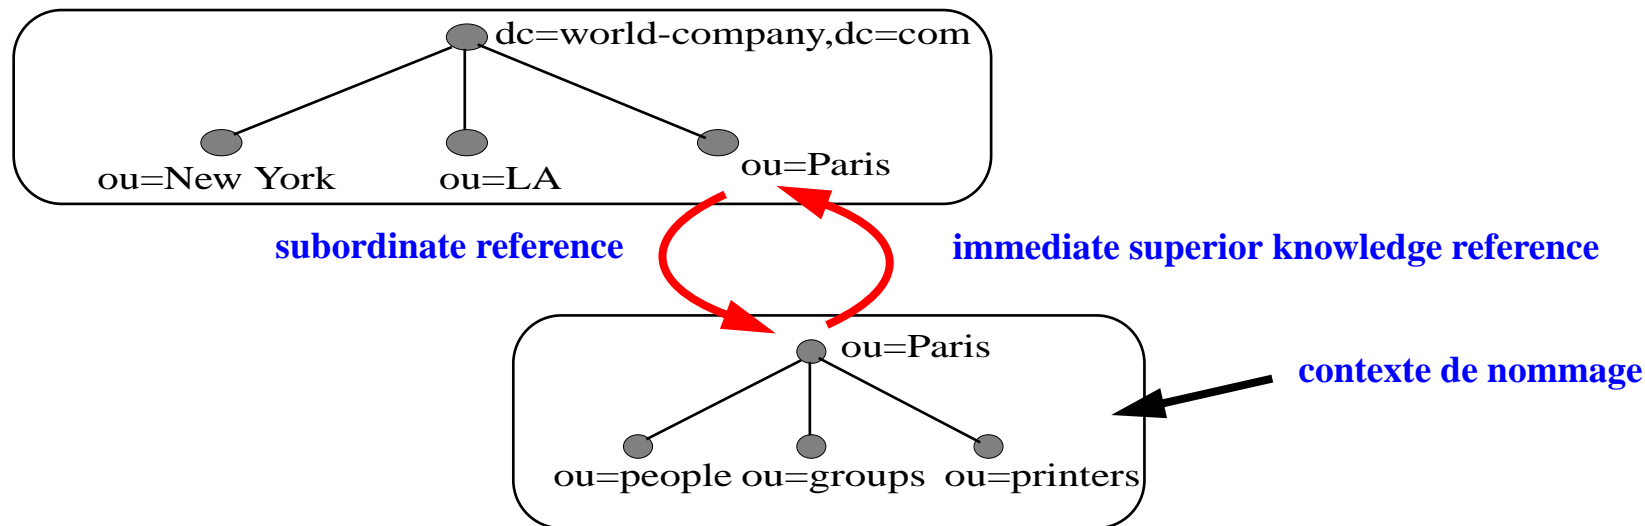 dc=world-company,dc=com
ou=New York
ou=LA
ou=Paris
subordinate reference
immediate superior knowledge reference
ou=Paris
contexte de nommage
ou=people
ou=groups
ou=printers